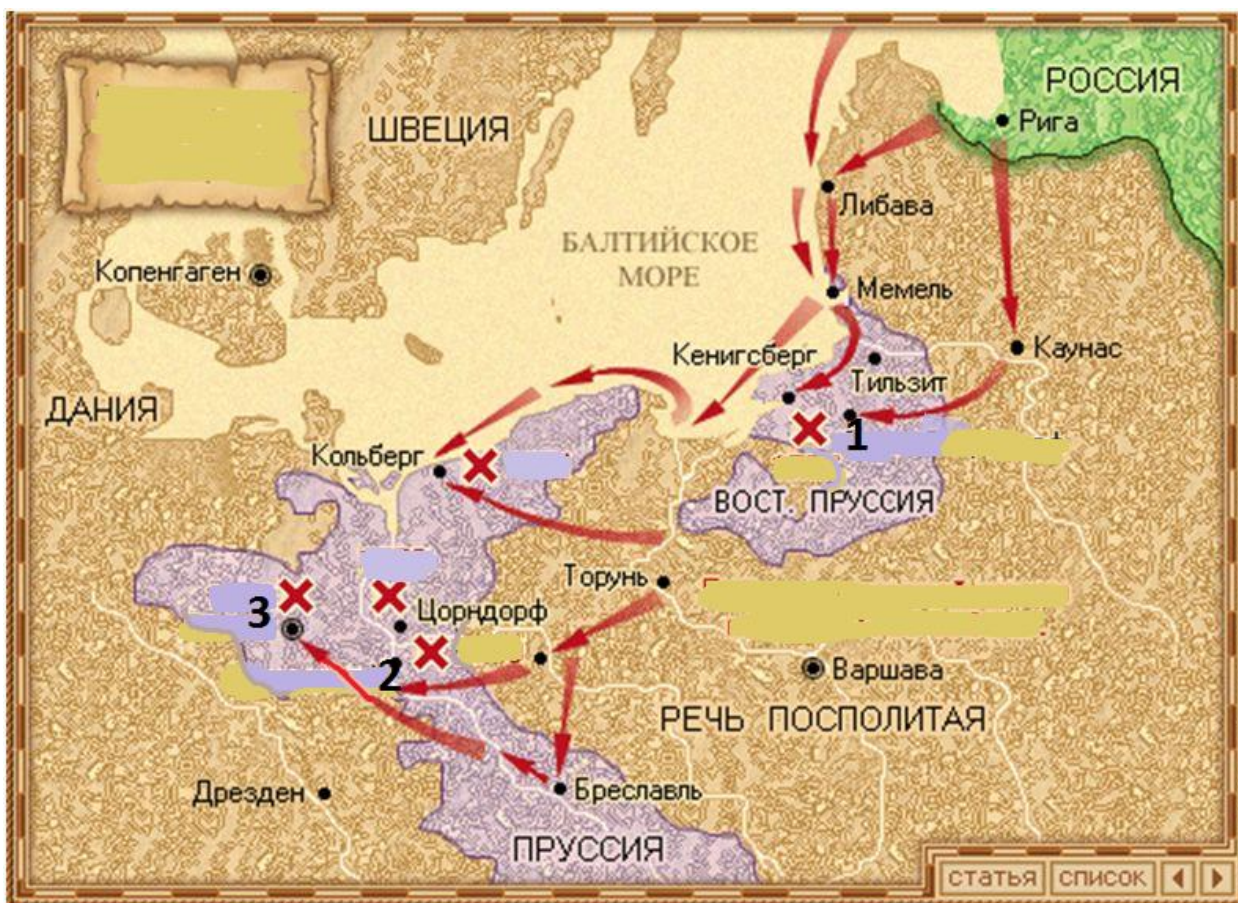 РОССИЯ
Рига
ШВЕЦИЯ
Либава
БАЛТИЙСКОЕ
МОРЕ
Копенгаген
Мемель
Кенигсберг
Каунас
Тильзит
ДАНИЯ
1
Кольберг
ВОСТ. ПРУССИЯ
Торунь
3
Цорндорф
2
Варшава
РЕЧЬ ПОСПОЛИТАЯ
Дрезден
Бреславль
ПРУССИЯ
статья
список